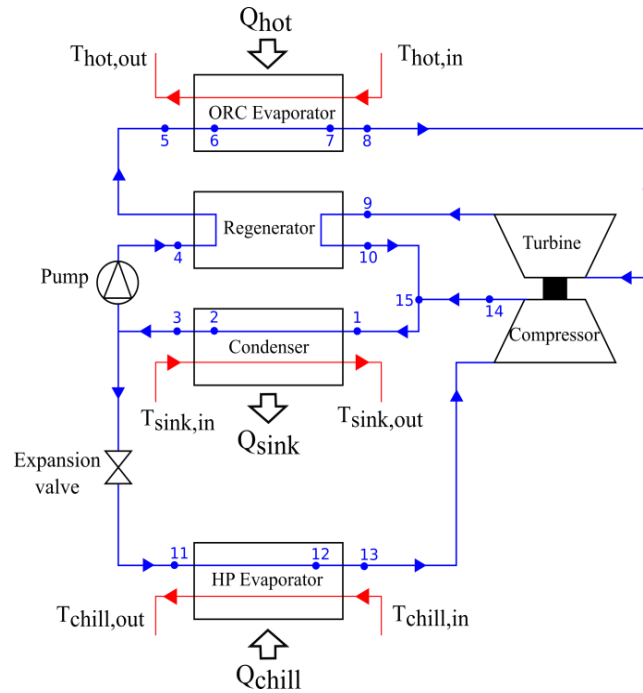 Qhot
Thot,out
Thot,in
ORC Evaporator
5
6
7
8
9
Regenerator
Turbine
4
10
Pump
15
14
3
2
1
Condenser
Compressor
Tsink,in
Tsink,out
Qsink
Expansion
valve
11
12
13
HP Evaporator
Tchill,out
Tchill,in
Qchill